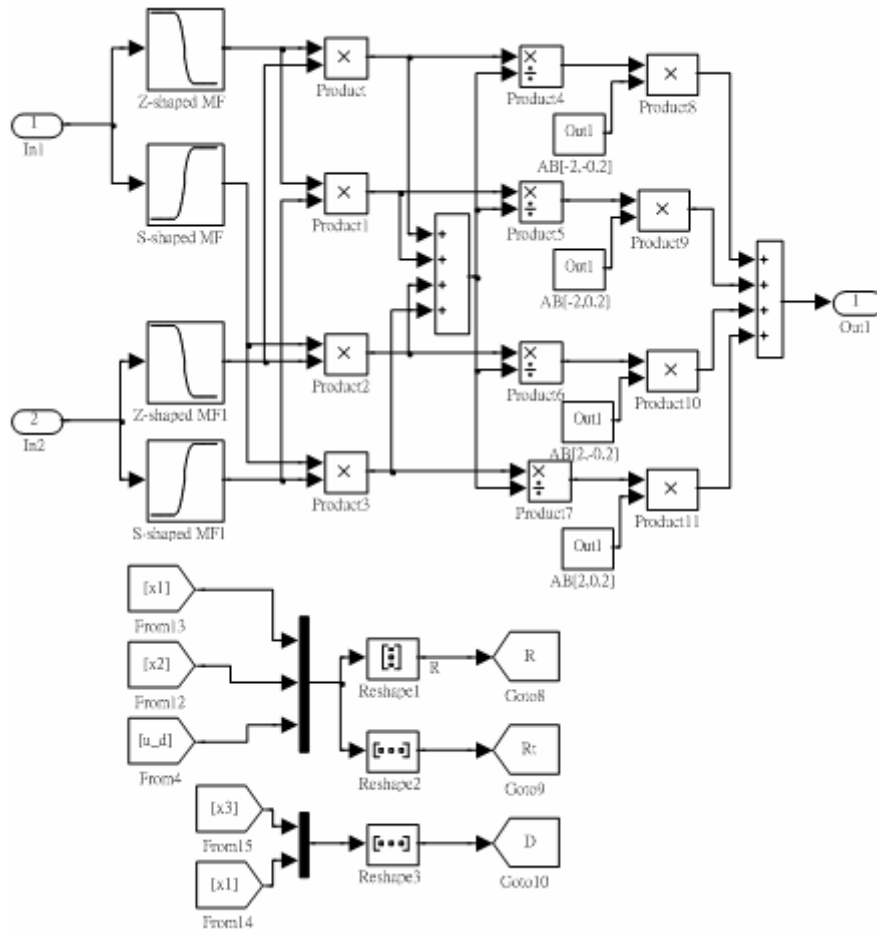 Z-shaped MF
1
In1
S-shaped MF
Z-shaped MF1
2
In2
S-shaped MF1
×
Product
×
Product1
×
Product2
×
Product3
+
+
+
+
×
÷
Product4
Out1
AB[-2,-0.2]
×
÷
Product5
Out1
AB[-2,0.2]
×
÷
Product6
Out1
AB[2,-0.2]
×
÷
Product7
Out1
AB[2,0.2]
×
Product8
×
Product9
×
Product10
×
Product11
+
+
+
+
1
Out1
[x1]
From13
[x2]
From12
[u_d]
From4
Reshape1
R
R
Goto8
Reshape2
Rt
Goto9
[x3]
From15
[x1]
From14
Reshape3
D
Goto10